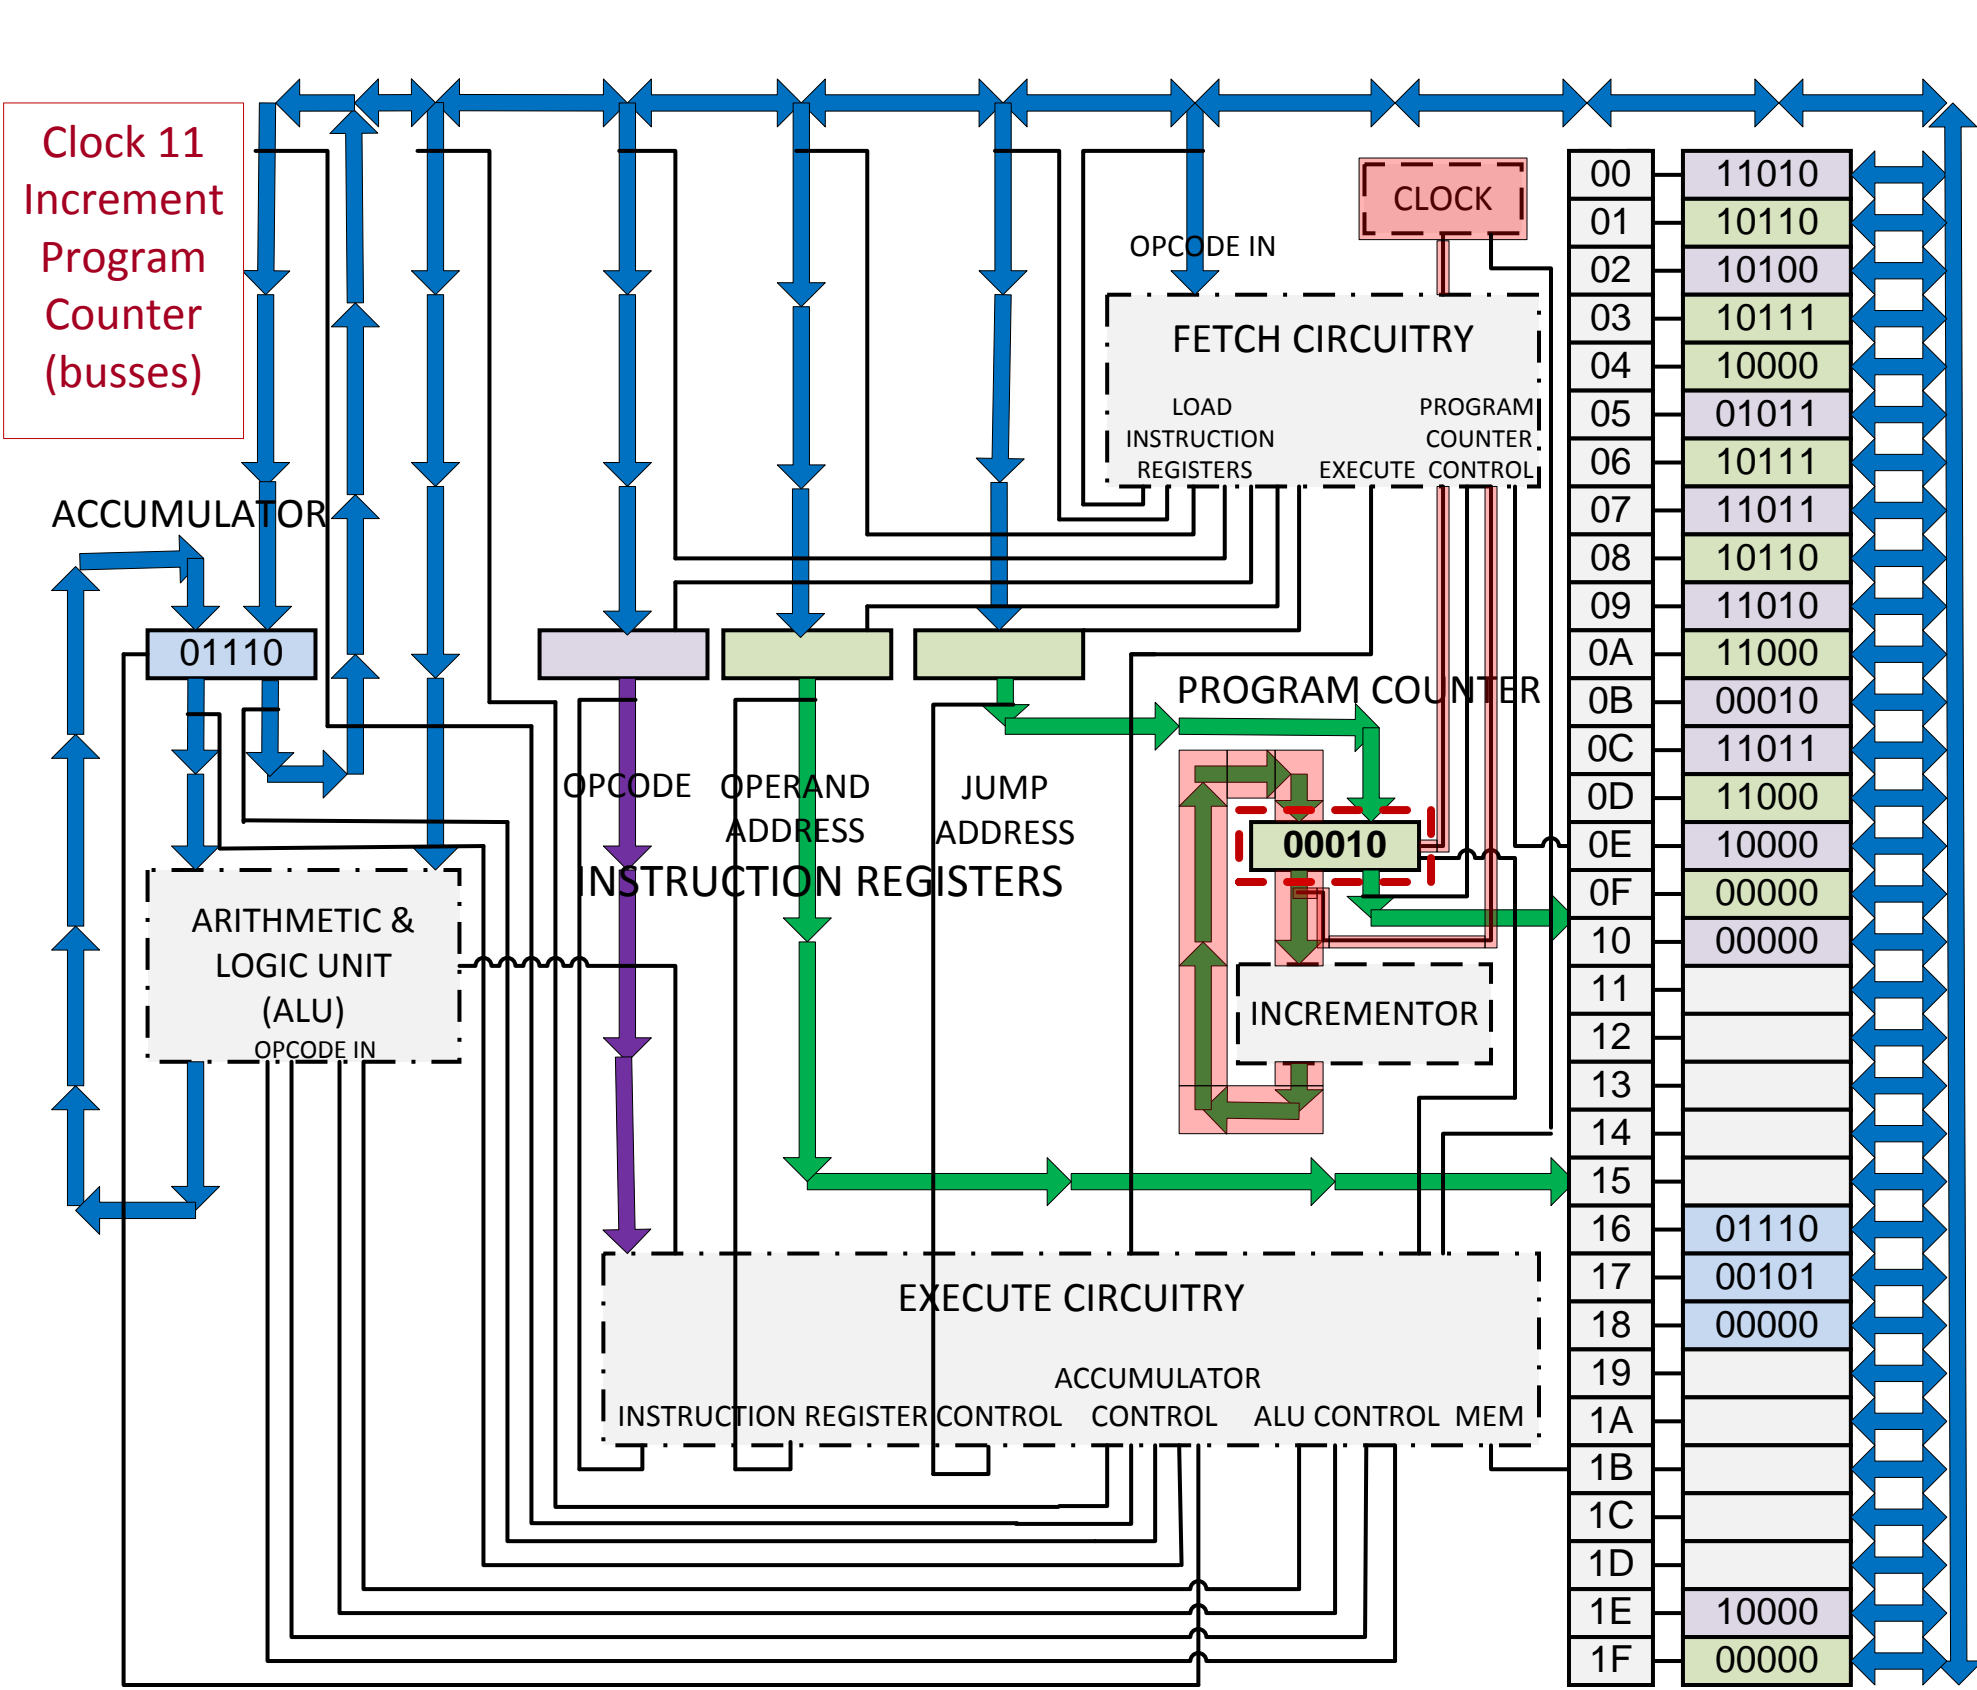 Clock 11
Increment
Program
Counter
(busses)
CLOCK
OPCODE IN
FETCH CIRCUITRY
LOAD
INSTRUCTION
REGISTERS
EXECUTE
PROGRAM
COUNTER
CONTROL
ACCUMULATOR
01110
PROGRAM COUNTER
00010
OPCODE
OPERAND
ADDRESS
JUMP
ADDRESS
INSTRUCTION REGISTERS
ARITHMETIC &
LOGIC UNIT
(ALU)
OPCODE IN
INCREMENTOR
EXECUTE CIRCUITRY
INSTRUCTION REGISTER CONTROL
ACCUMULATOR
CONTROL
ALU CONTROL
MEM
00 11010
01 10110
02 10100
03 10111
04 10000
05 01011
06 10111
07 11011
08 10110
09 11010
0A 11000
0B 00010
0C 11011
0D 11000
0E 10000
0F 00000
10 00000
11
12
13
14
15
16 01110
17 00101
18 00000
19
1A
1B
1C
1D
1E 10000
1F 00000